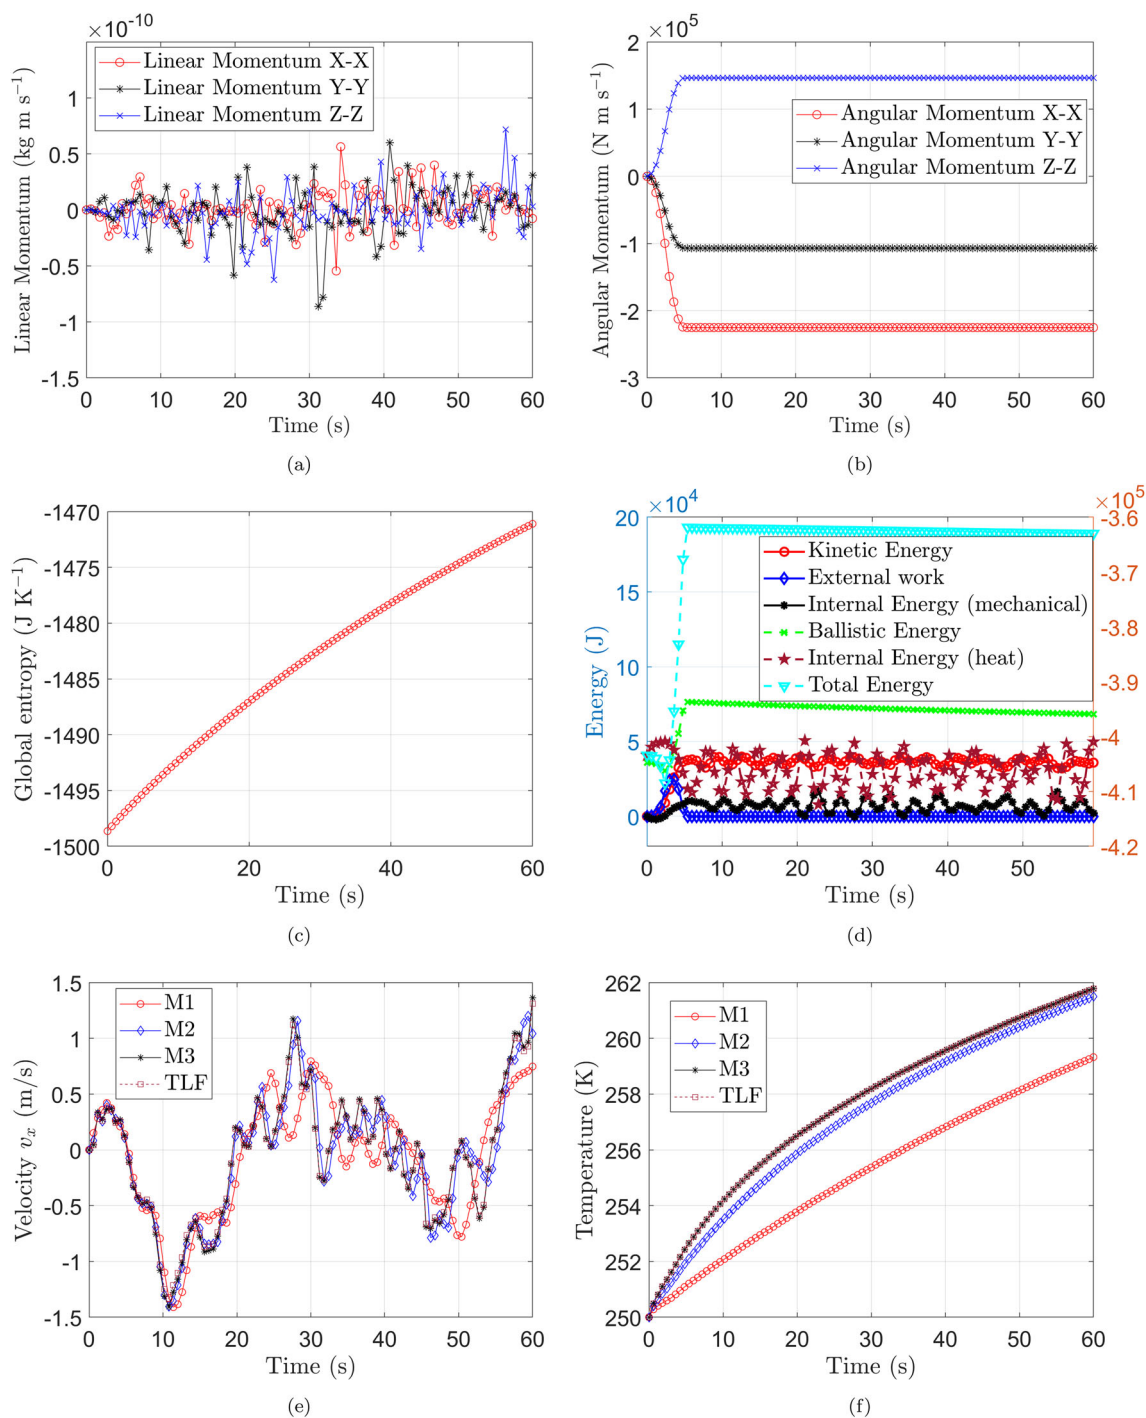 ×10⁻¹⁰
Linear Momentum (kg m s⁻¹)
1
0.5
0
-0.5
-1
-1.5
Linear Momentum X-X
Linear Momentum Y-Y
Linear Momentum Z-Z
0 10 20 30 40 50 60
Time (s)
(a)
×10⁵
Angular Momentum (N m s⁻¹)
2
1
0
-1
-2
-3
Angular Momentum X-X
Angular Momentum Y-Y
Angular Momentum Z-Z
0 10 20 30 40 50 60
Time (s)
(b)
Global entropy (J K⁻¹)
-1470
-1475
-1480
-1485
-1490
-1495
-1500
0 20 40 60
Time (s)
(c)
×10⁴
×10⁵
Energy (J)
20
15
10
5
0
-3.6
-3.7
-3.8
-3.9
-4
-4.1
-4.2
Kinetic Energy
External work
Internal Energy (mechanical)
Ballistic Energy
Internal Energy (heat)
Total Energy
0 10 20 30 40 50
Time (s)
(d)
Velocity vₓ (m/s)
1.5
1
0.5
0
-0.5
-1
-1.5
M1
M2
M3
TLF
0 10 20 30 40 50 60
Time (s)
(e)
Temperature (K)
262
260
258
256
254
252
250
M1
M2
M3
TLF
0 10 20 30 40 50 60
Time (s)
(f)